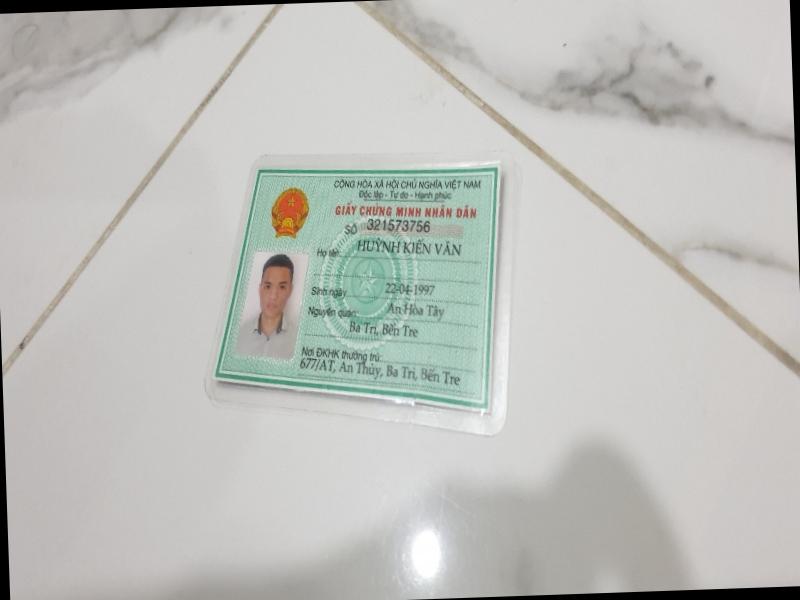 CỘNG HÒA XÃ HỘI CHỦ NGHĨA VIỆT NAM
Độc lập - Tự do - Hạnh phúc
GIẤY CHỨNG MINH NHÂN DÂN
SỐ 321573756
Họ tên: HUỲNH KIẾN VĂN
Sinh ngày 22-04-1997
Nguyên quán: An Hòa Tây
Ba Tri, Bến Tre
Nơi ĐKHK thường trú:
677/AT, An Thủy, Ba Tri, Bến Tre